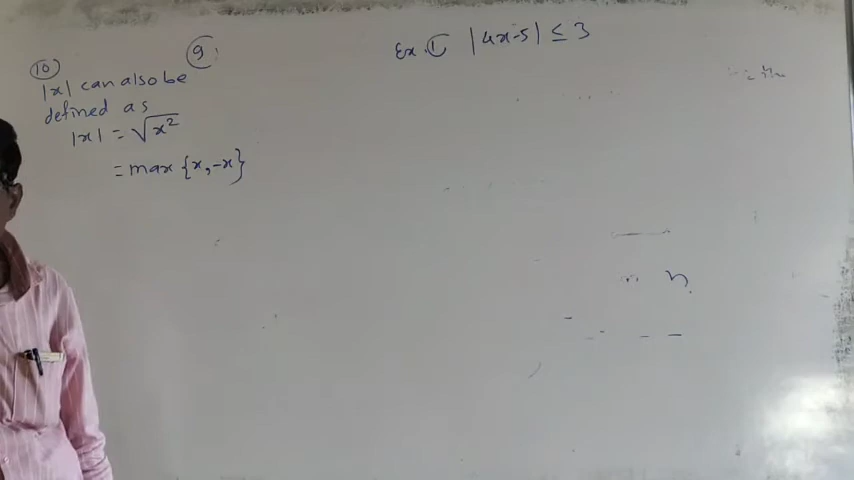 ⑩
|x| can also be
defined as
|x| = √x²
= max {x, -x}
⑨
Ex. ① |4x-5| ≤ 3